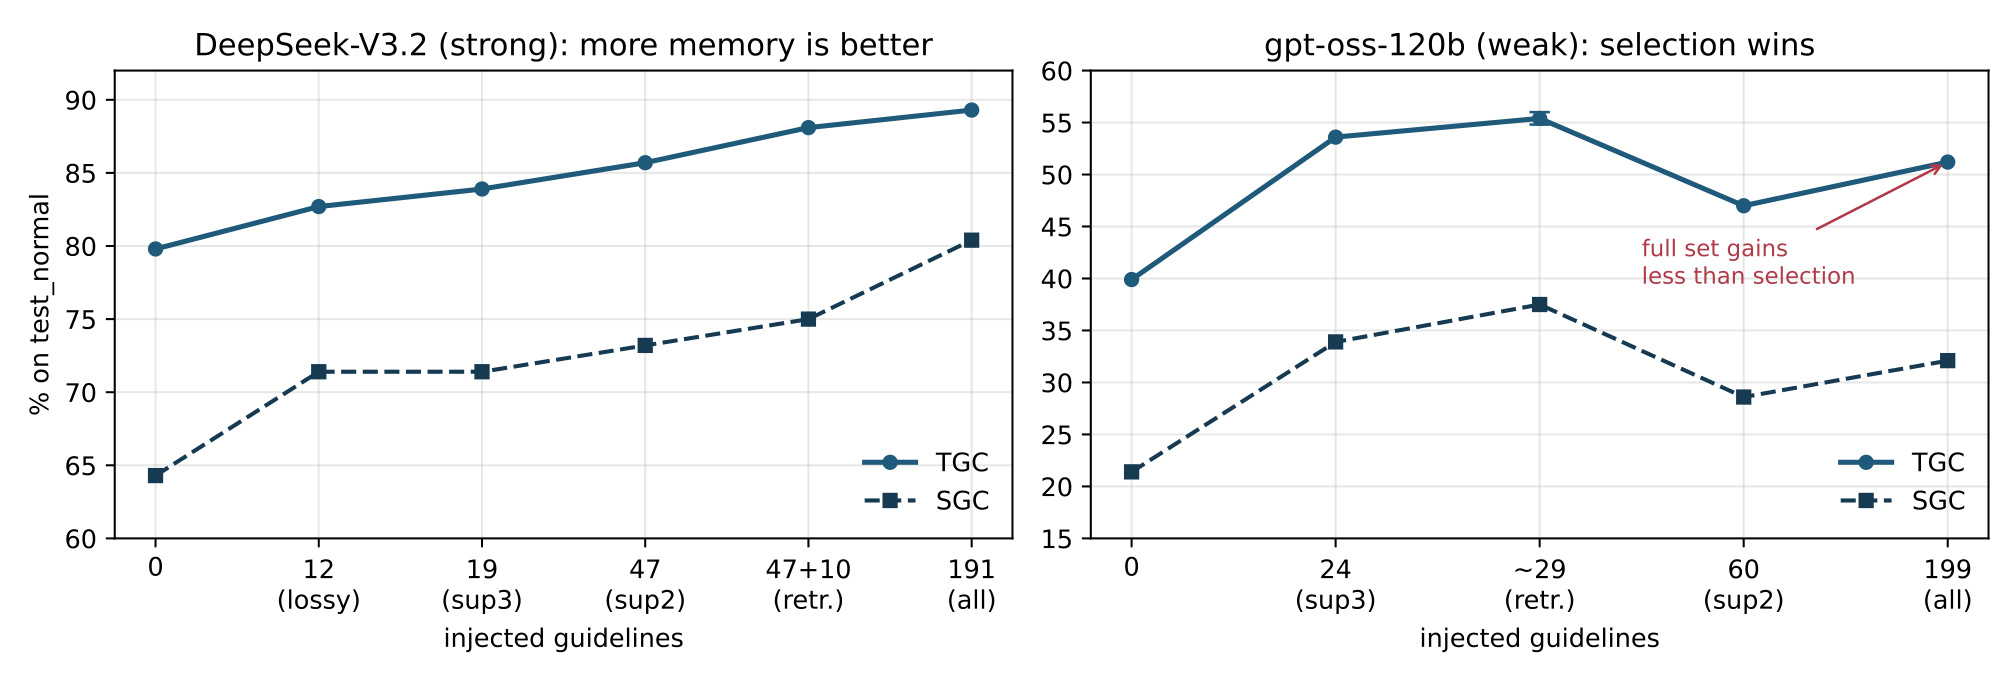 DeepSeek-V3.2 (strong): more memory is better
% on test_normal
90
85
80
75
70
65
60
TGC
SGC
0
12
19
47
47+10
191
(lossy)
(sup3)
(sup2)
(retr.)
(all)
injected guidelines
gpt-oss-120b (weak): selection wins
60
55
50
45
40
35
30
25
20
15
full set gains
less than selection
TGC
SGC
0
24
~29
60
199
(sup3)
(retr.)
(sup2)
(all)
injected guidelines